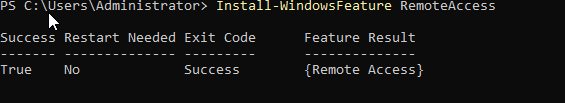 PS C:\Users\Administrator> Install-WindowsFeature RemoteAccess
Success Restart Needed Exit Code      Feature Result
------- -------------- ---------      --------------
True    No             Success        {Remote Access}